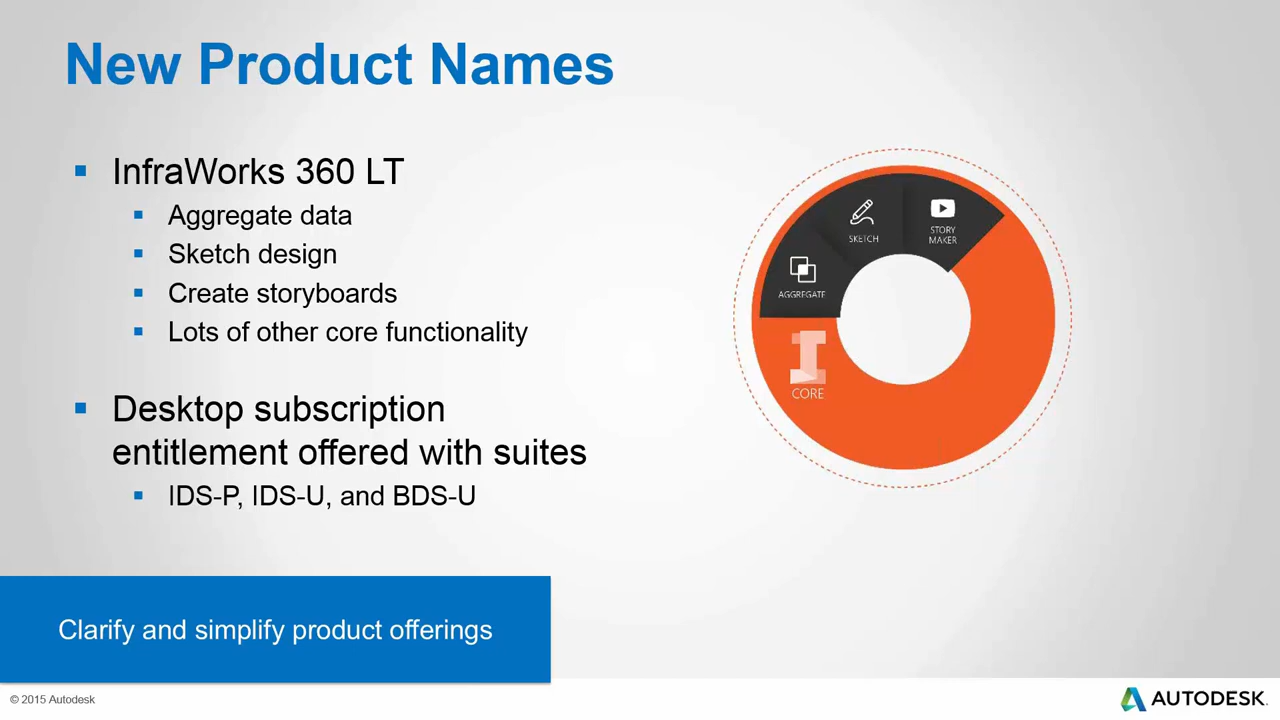 New Product Names
InfraWorks 360 LT
Aggregate data
Sketch design
Create storyboards
Lots of other core functionality
Desktop subscription
entitlement offered with suites
IDS-P, IDS-U, and BDS-U
AGGREGATE
SKETCH
STORY
MAKER
CORE
Clarify and simplify product offerings
© 2015 Autodesk
AUTODESK.